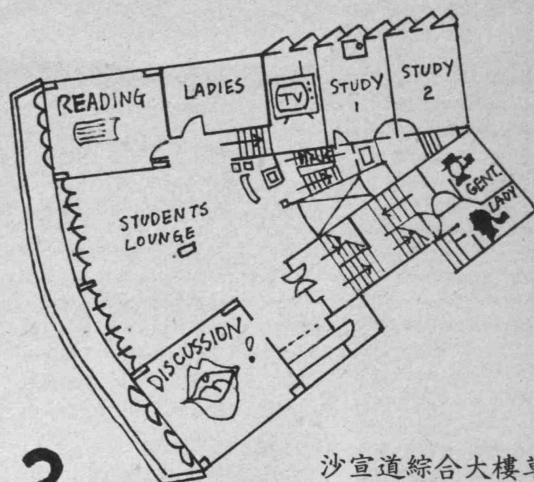 READING
LADIES
TV
STUDY
1
STUDY
2
GENT.
LADY
STUDENTS
LOUNGE
DISCUSSION!
2
沙宣道綜合大樓草